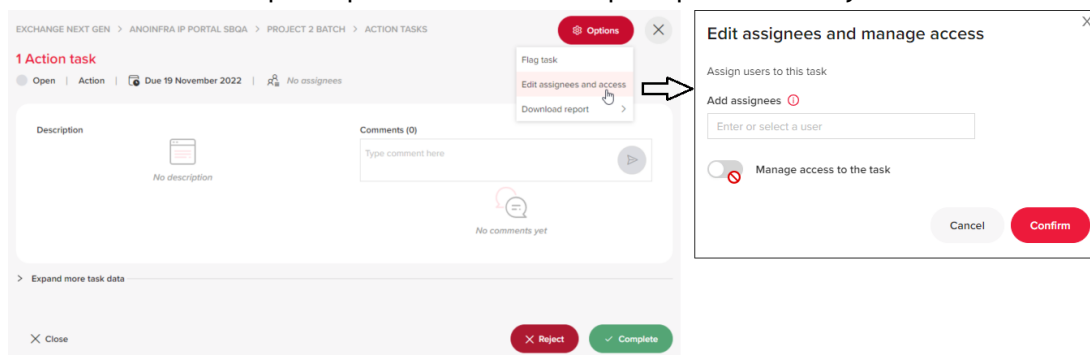 EXCHANGE NEXT GEN > ANOINFRA IP PORTAL SBQA > PROJECT 2 BATCH > ACTION TASKS
Options
1 Action task
Open | Action | Due 19 November 2022 | No assignees
Flag task
Edit assignees and access
Download report >
Description
No description
Comments (0)
Type comment here
No comments yet
> Expand more task data
Close
Reject
Complete
Edit assignees and manage access
Assign users to this task
Add assignees
Enter or select a user
Manage access to the task
Cancel
Confirm